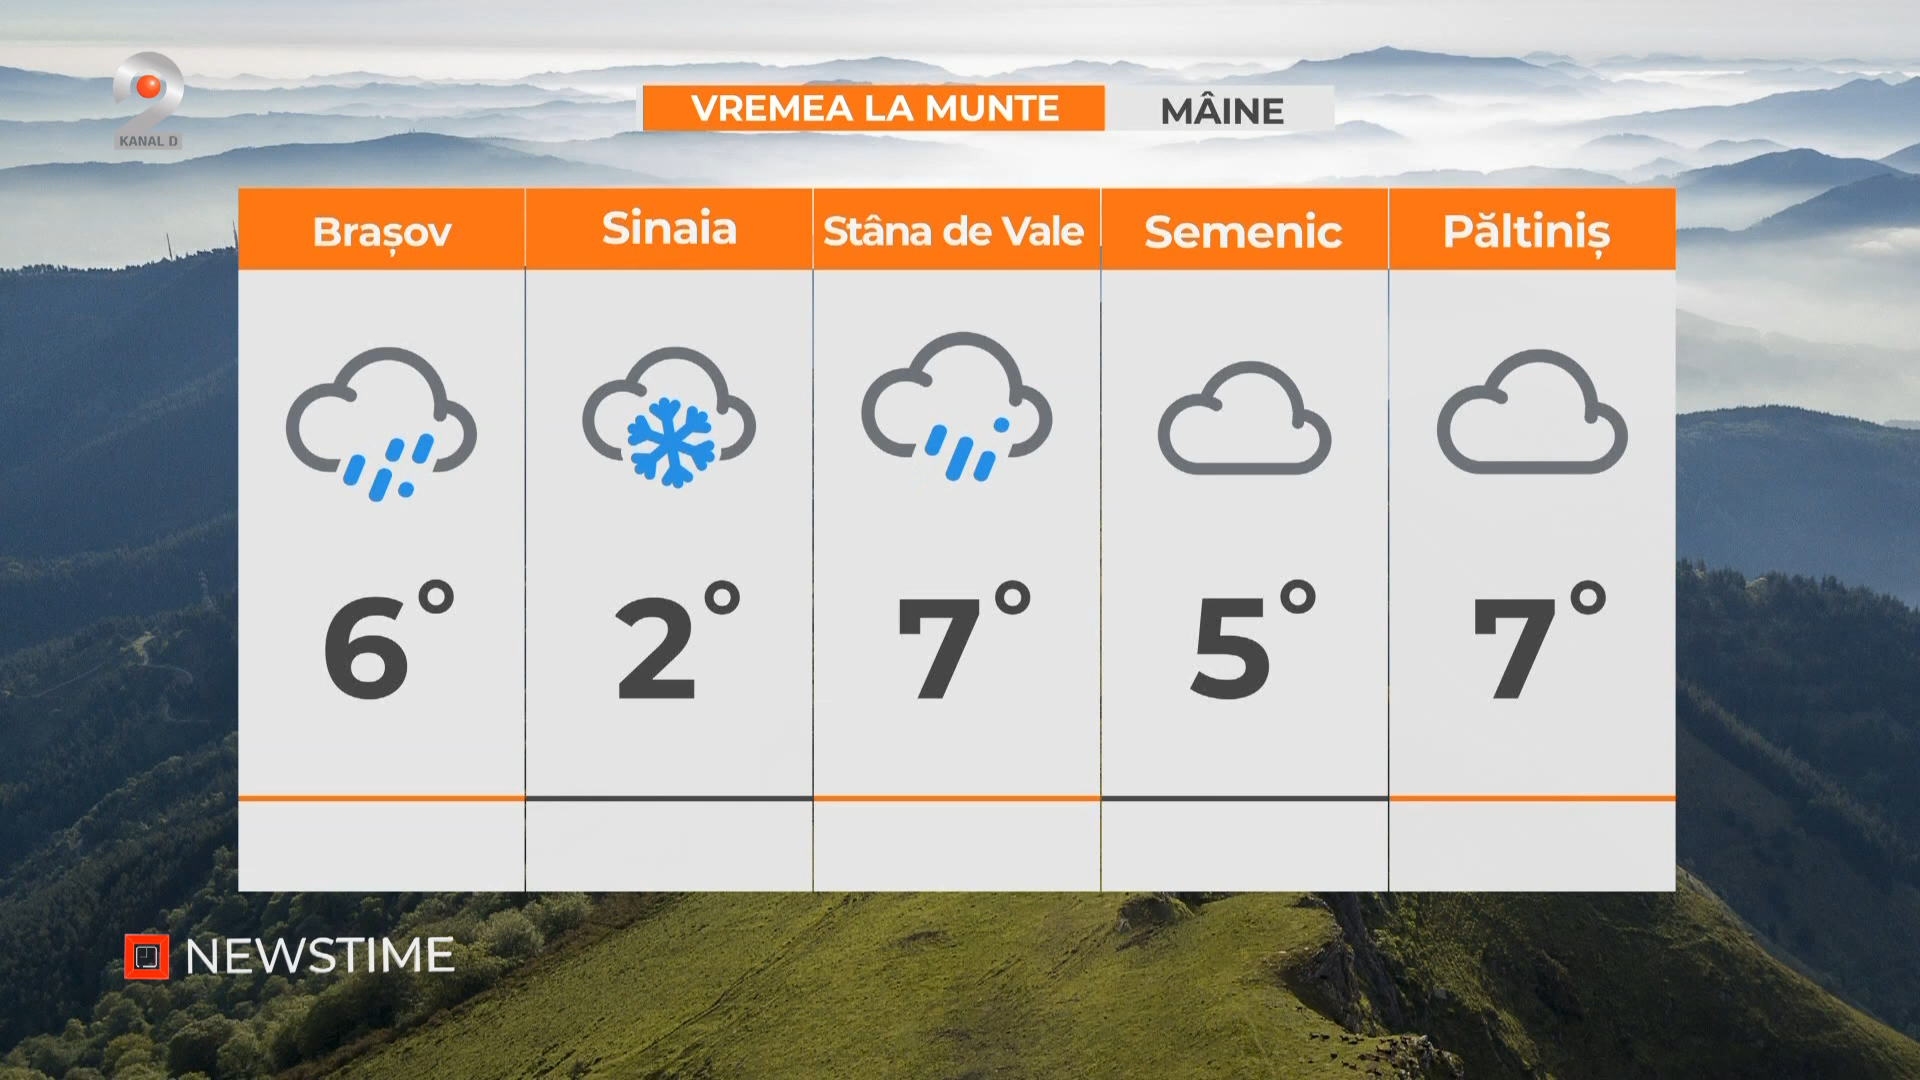 KANAL D
VREMEA LA MUNTE MÂINE
Brașov Sinaia Stâna de Vale Semenic Păltiniș
6° 2° 7° 5° 7°
NEWSTIME